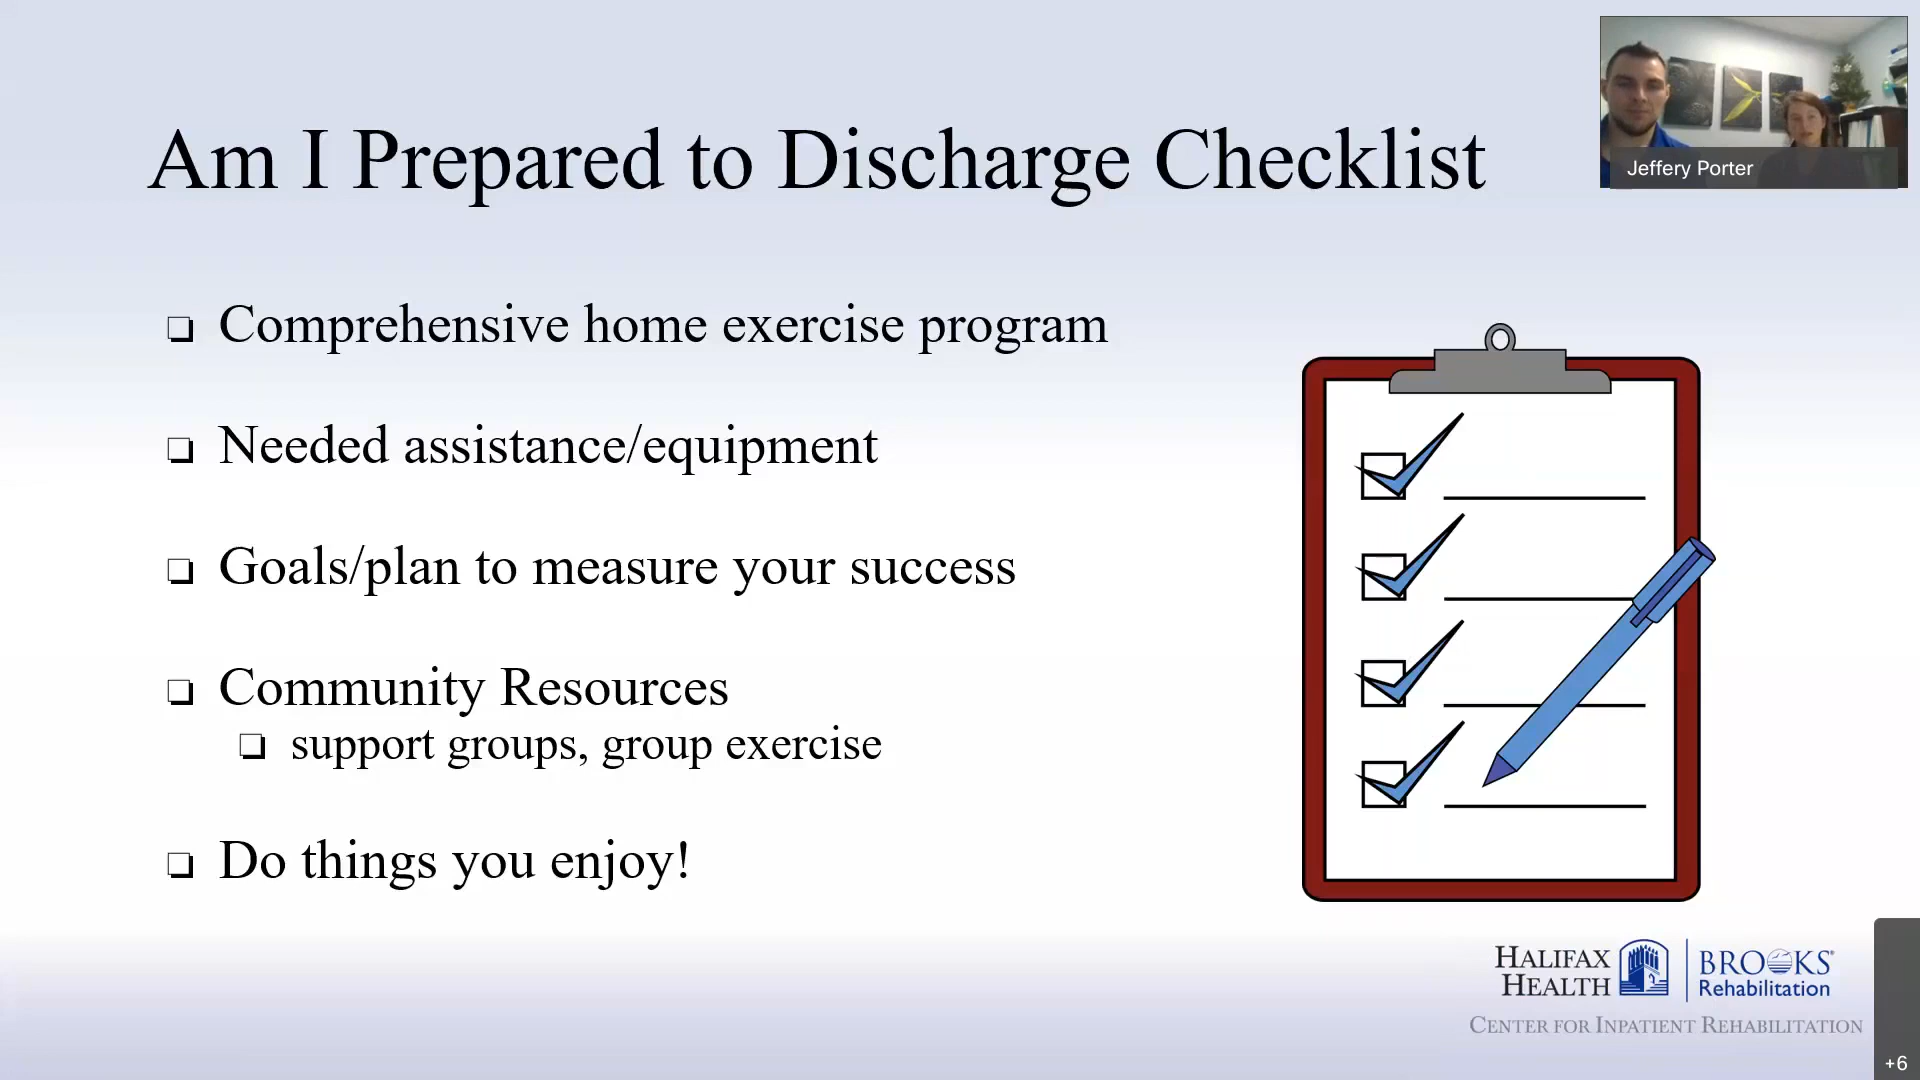 Am I Prepared to Discharge Checklist
Jeffery Porter
❏ Comprehensive home exercise program
❏ Needed assistance/equipment
❏ Goals/plan to measure your success
❏ Community Resources
❏ support groups, group exercise
❏ Do things you enjoy!
HALIFAX
HEALTH
BROOKS®
Rehabilitation
CENTER FOR INPATIENT REHABILITATION
+6